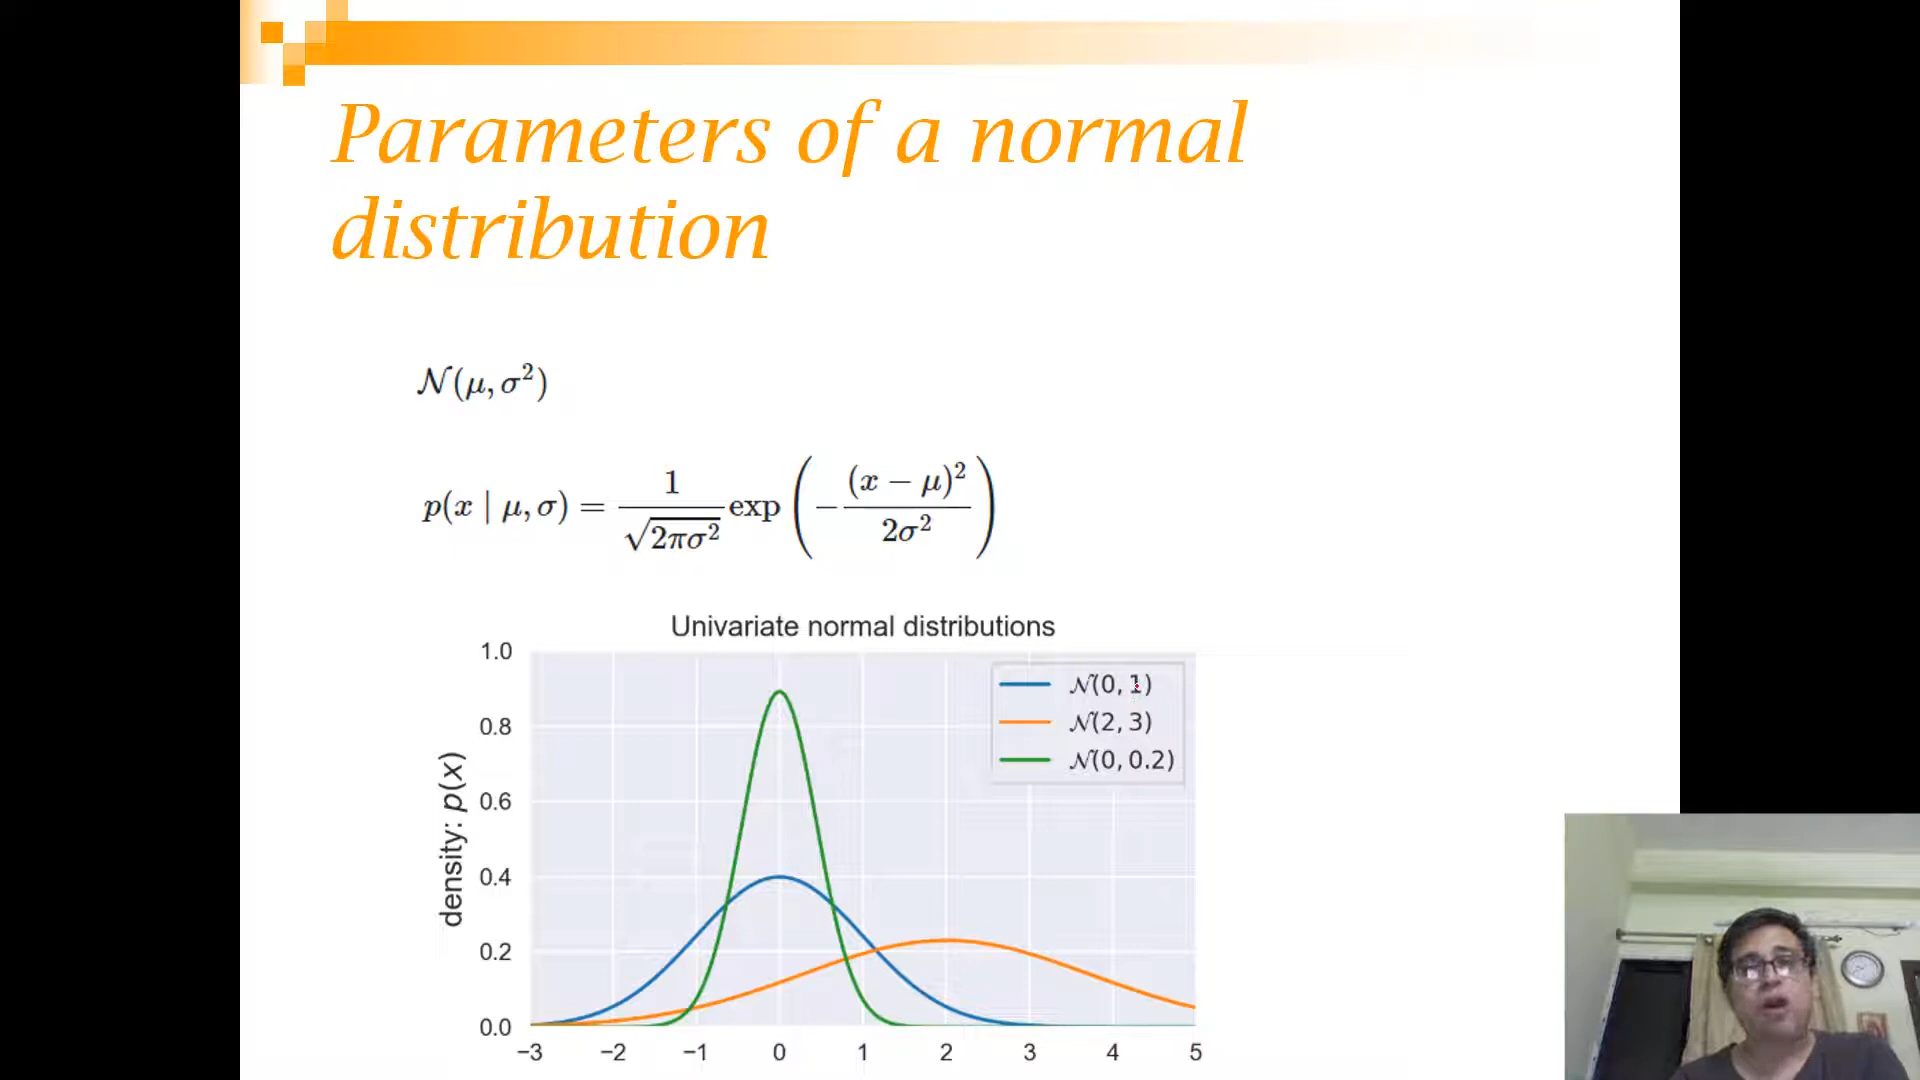 Parameters of a normal
distribution
𝒩(μ, σ²)
p(x | μ, σ) = 1/√(2πσ²) exp(−(x − μ)²/(2σ²))
Univariate normal distributions
1.0
0.8
0.6
0.4
0.2
0.0
density: p(x)
𝒩(0, 1)
𝒩(2, 3)
𝒩(0, 0.2)
−3 −2 −1 0 1 2 3 4 5